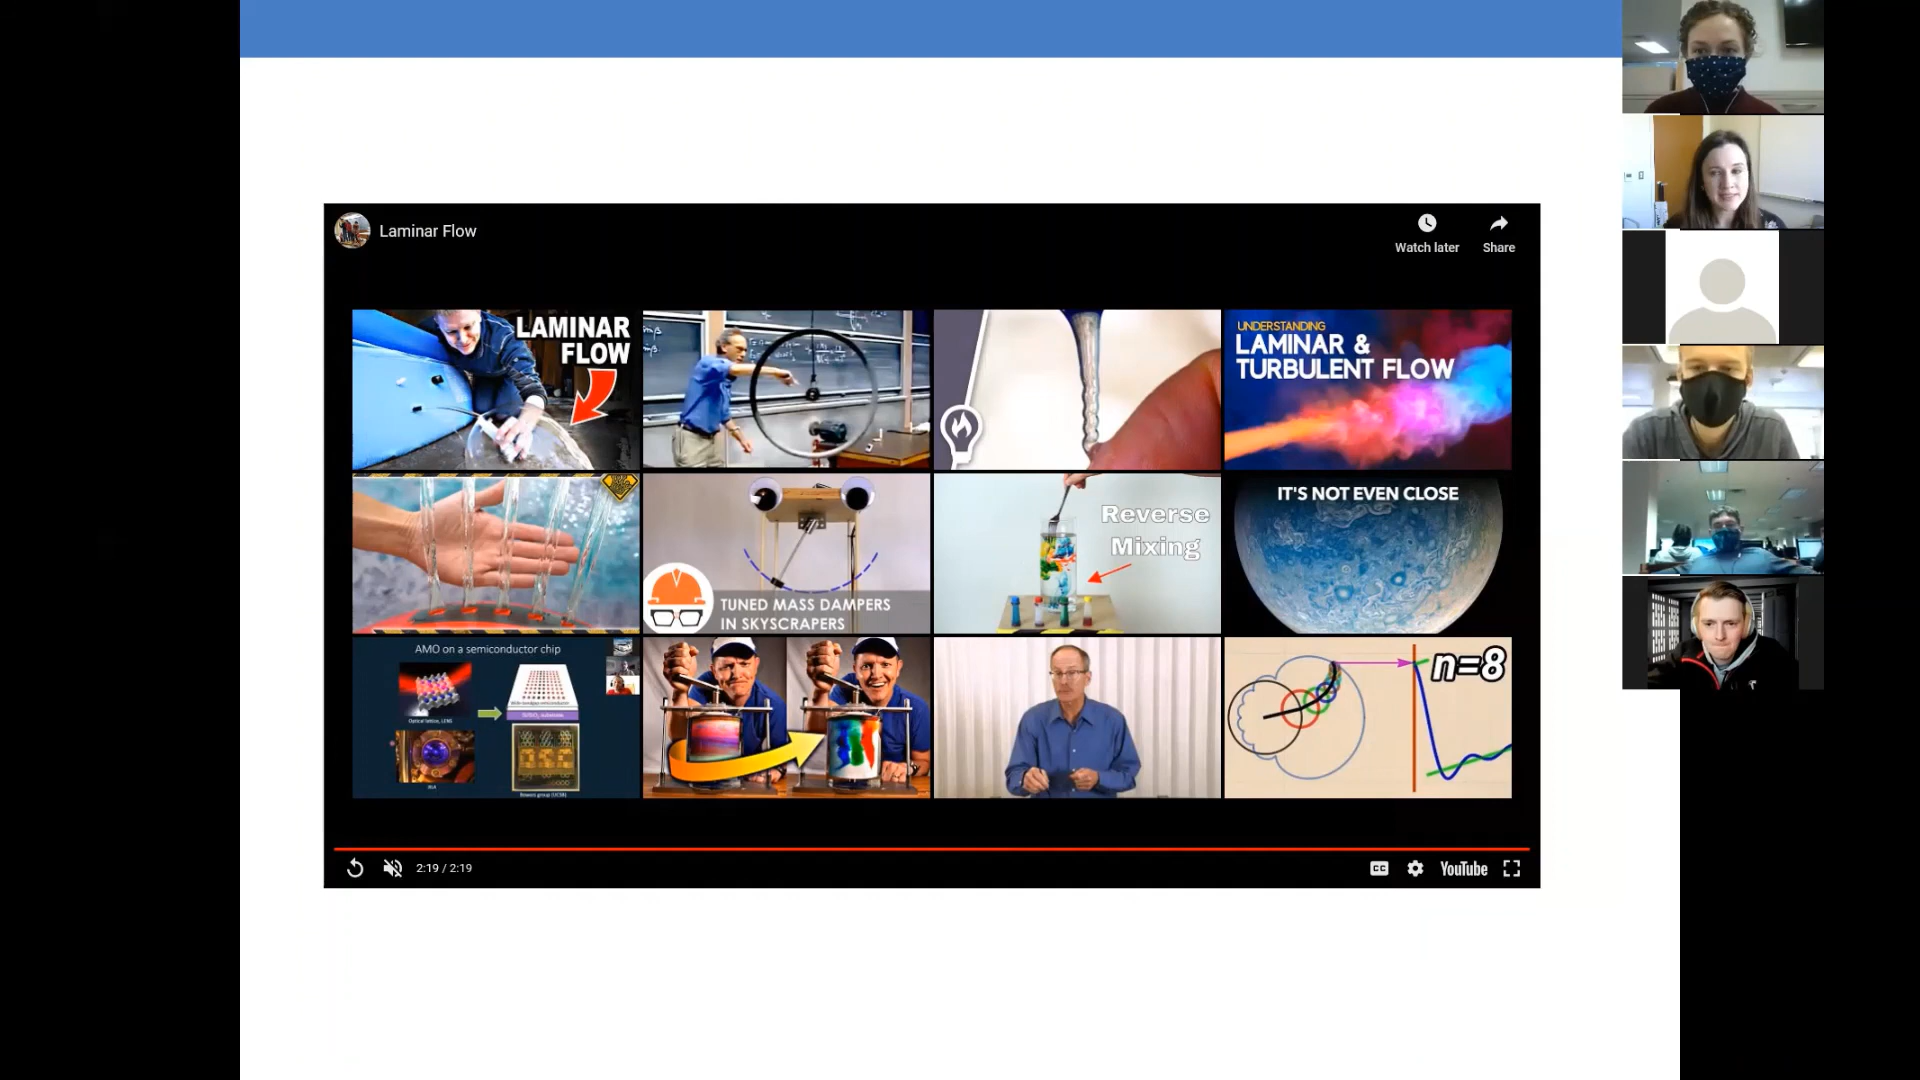 Laminar Flow
Watch later
Share
LAMINAR
FLOW
UNDERSTANDING
LAMINAR &
TURBULENT FLOW
TUNED MASS DAMPERS
IN SKYSCRAPERS
Reverse
Mixing
IT'S NOT EVEN CLOSE
AMO on a semiconductor chip
n=8
2:19 / 2:19
CC
YouTube